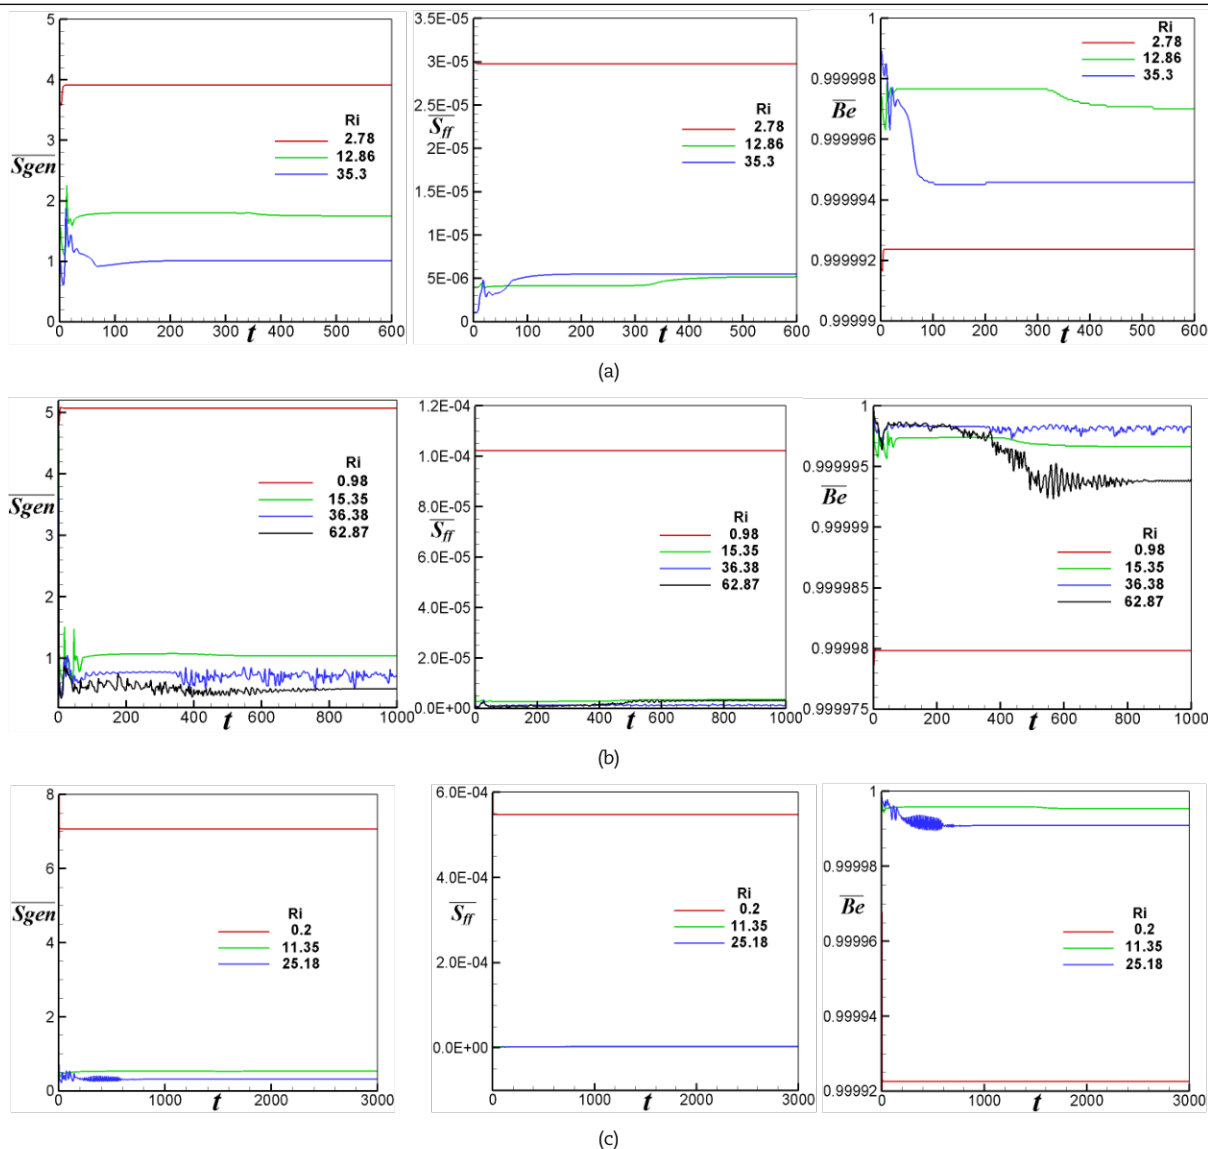 5
4
3
2
1
0
Sgen
Ri
2.78
12.86
35.3
0 100 200 300 400 500 600
t
3.5E-05
3E-05
2.5E-05
2E-05
1.5E-05
1E-05
5E-06
0
Sff
Ri
2.78
12.86
35.3
0 100 200 300 400 500 600
t
1
0.999998
0.999996
0.999994
0.999992
0.99999
Be
Ri
2.78
12.86
35.3
0 100 200 300 400 500 600
t
(a)
5
4
3
2
1
Sgen
Ri
0.98
15.35
36.38
62.87
0 200 400 600 800 1000
t
1.2E-04
1.0E-04
8.0E-05
6.0E-05
4.0E-05
2.0E-05
0.0E+00
Sff
Ri
0.98
15.35
36.38
62.87
0 200 400 600 800 1000
t
1
0.999995
0.99999
0.999985
0.99998
0.999975
Be
Ri
0.98
15.35
36.38
62.87
0 200 400 600 800 1000
t
(b)
8
6
4
2
0
Sgen
Ri
0.2
11.35
25.18
0 1000 2000 3000
t
6.0E-04
4.0E-04
2.0E-04
0.0E+00
Sff
Ri
0.2
11.35
25.18
0 1000 2000 3000
t
1
0.99998
0.99996
0.99994
0.99992
Be
Ri
0.2
11.35
25.18
0 1000 2000 3000
t
(c)